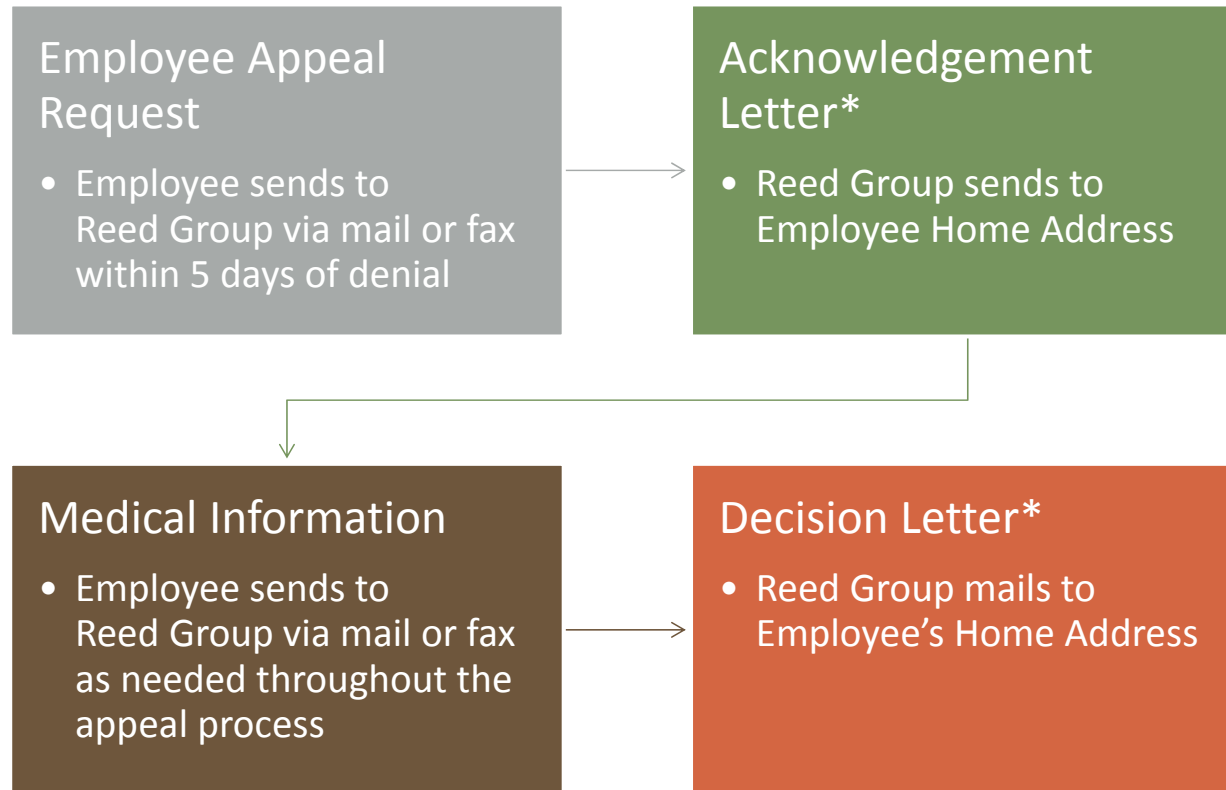 Employee Appeal
Request
• Employee sends to
Reed Group via mail or fax
within 5 days of denial
Acknowledgement
Letter*
• Reed Group sends to
Employee Home Address
Medical Information
• Employee sends to
Reed Group via mail or fax
as needed throughout the
appeal process
Decision Letter*
• Reed Group mails to
Employee’s Home Address